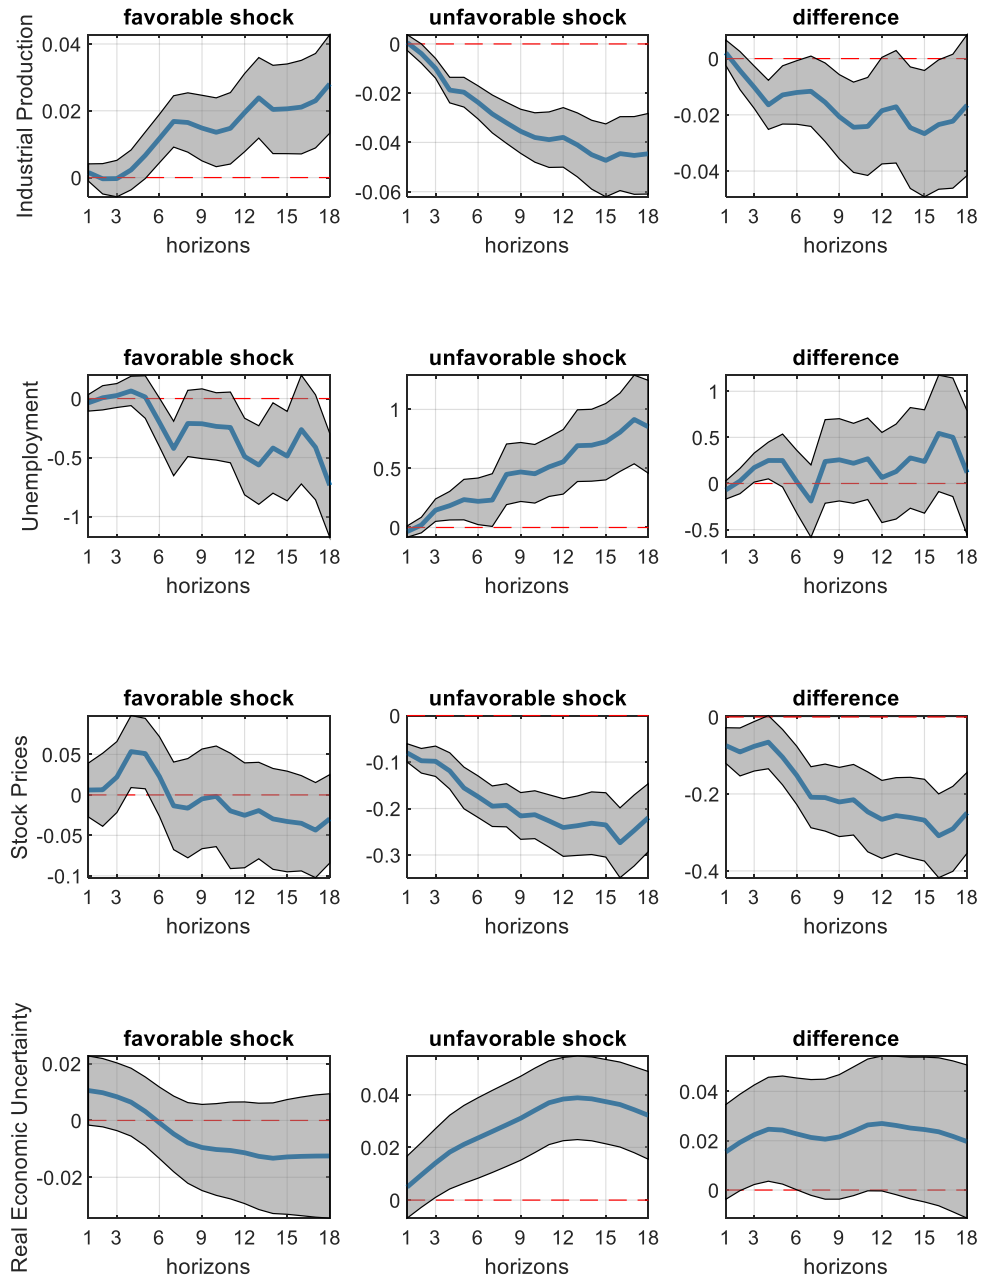 favorable shock unfavorable shock difference
Industrial Production
0.04
0.02
0
1 3 6 9 12 15 18
horizons
0
-0.02
-0.04
-0.06
1 3 6 9 12 15 18
horizons
0
-0.02
-0.04
1 3 6 9 12 15 18
horizons
favorable shock unfavorable shock difference
Unemployment
0
-0.5
-1
1 3 6 9 12 15 18
horizons
1
0.5
0
1 3 6 9 12 15 18
horizons
1
0.5
0
-0.5
1 3 6 9 12 15 18
horizons
favorable shock unfavorable shock difference
Stock Prices
0.05
0
-0.05
-0.1
1 3 6 9 12 15 18
horizons
0
-0.1
-0.2
-0.3
1 3 6 9 12 15 18
horizons
0
-0.2
-0.4
1 3 6 9 12 15 18
horizons
favorable shock unfavorable shock difference
Real Economic Uncertainty
0.02
0
-0.02
1 3 6 9 12 15 18
horizons
0.04
0.02
0
1 3 6 9 12 15 18
horizons
0.04
0.02
0
1 3 6 9 12 15 18
horizons